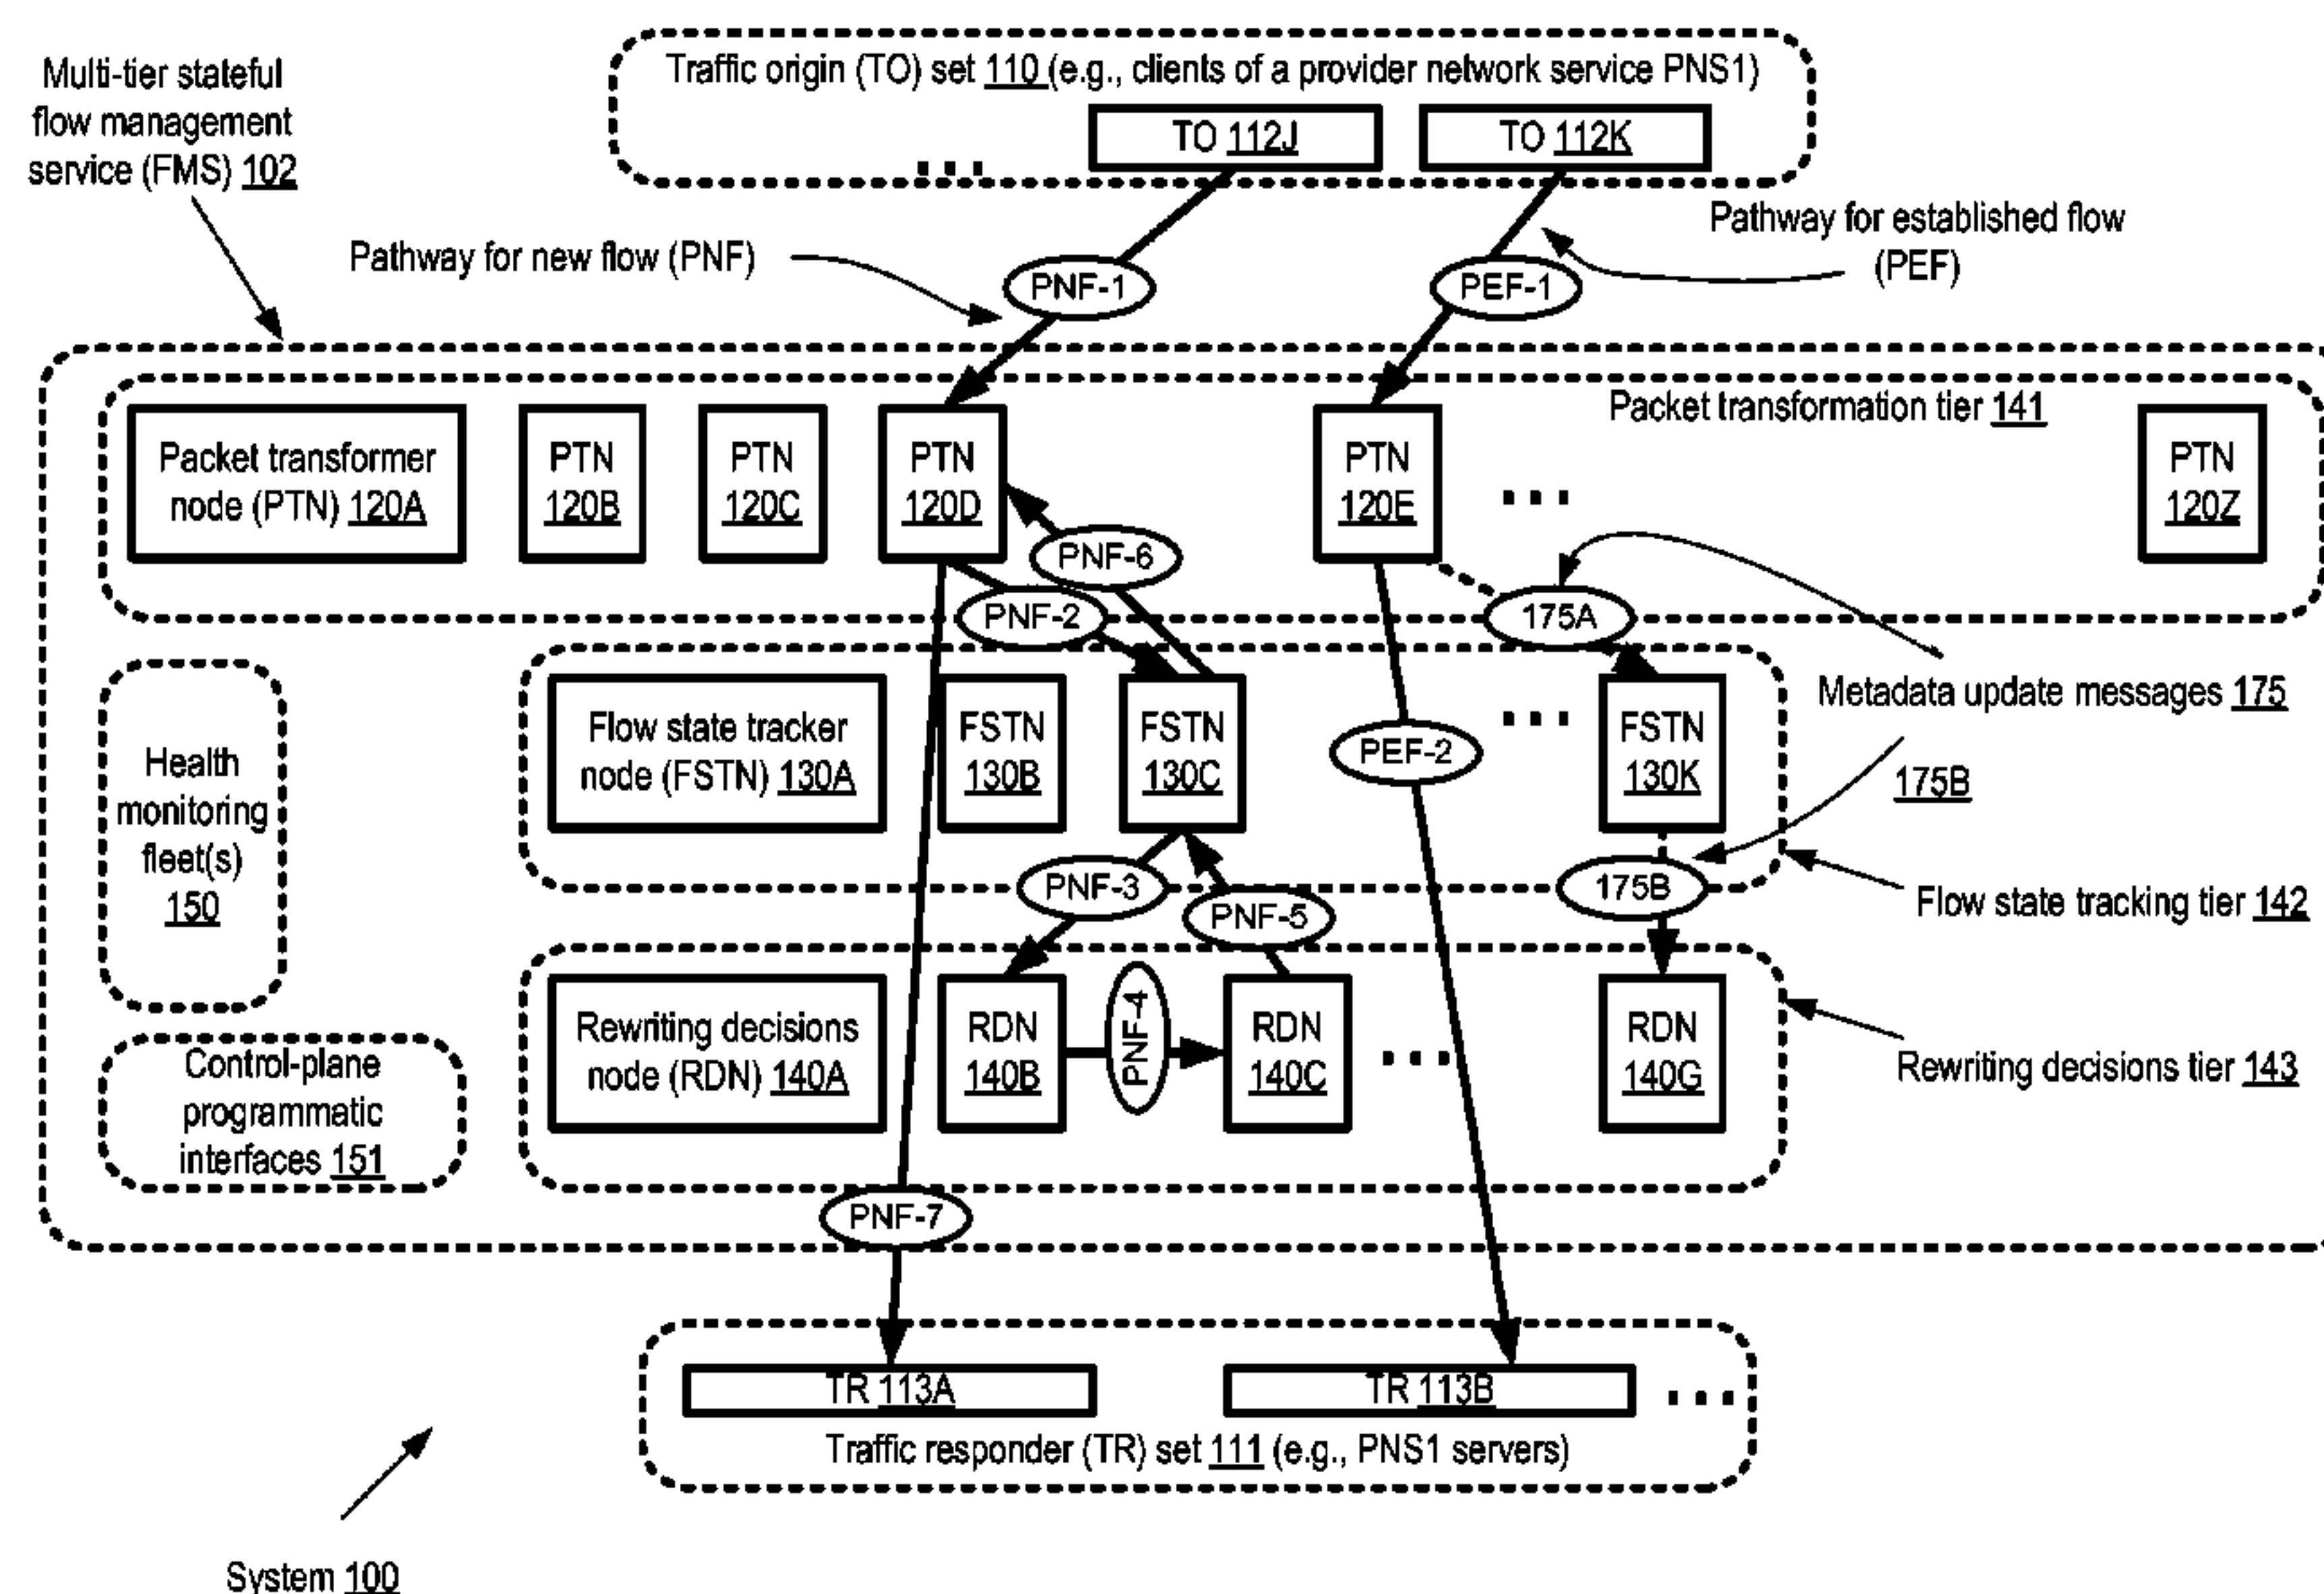 Traffic origin (TO) set 110 (e.g., clients of a provider network service PNS1)
TO 112J
TO 112K
...
Multi-tier stateful
flow management
service (FMS) 102
Pathway for new flow (PNF)
PNF-1
PEF-1
Pathway for established flow
(PEF)
Packet transformation tier 141
Packet transformer
node (PTN) 120A
PTN
120B
PTN
120C
PTN
120D
PTN
120E
...
PTN
120Z
PNF-6
PNF-2
175A
Metadata update messages 175
175B
Health
monitoring
fleet(s)
150
Flow state tracker
node (FSTN) 130A
FSTN
130B
FSTN
130C
PEF-2
...
FSTN
130K
PNF-3
PNF-5
175B
Flow state tracking tier 142
Control-plane
programmatic
interfaces 151
Rewriting decisions
node (RDN) 140A
RDN
140B
PNF-4
RDN
140C
...
RDN
140G
Rewriting decisions tier 143
PNF-7
TR 113A
TR 113B
...
Traffic responder (TR) set 111 (e.g., PNS1 servers)
System 100